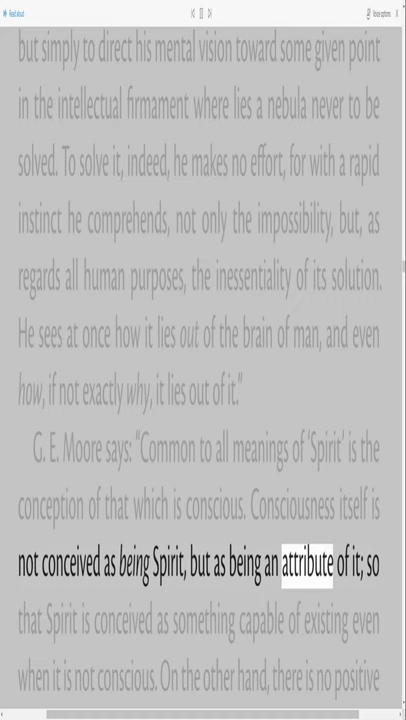 Read aloud
Voice options
but simply to direct his mental vision toward some given point
in the intellectual firmament where lies a nebula never to be
solved. To solve it, indeed, he makes no effort, for with a rapid
instinct he comprehends, not only the impossibility, but, as
regards all human purposes, the inessentiality of its solution.
He sees at once how it lies out of the brain of man, and even
how, if not exactly why, it lies out of it.”
G. E. Moore says: “Common to all meanings of ‘Spirit’ is the
conception of that which is conscious. Consciousness itself is
not conceived as being Spirit, but as being an attribute of it; so
that Spirit is conceived as something capable of existing even
when it is not conscious. On the other hand, there is no positive